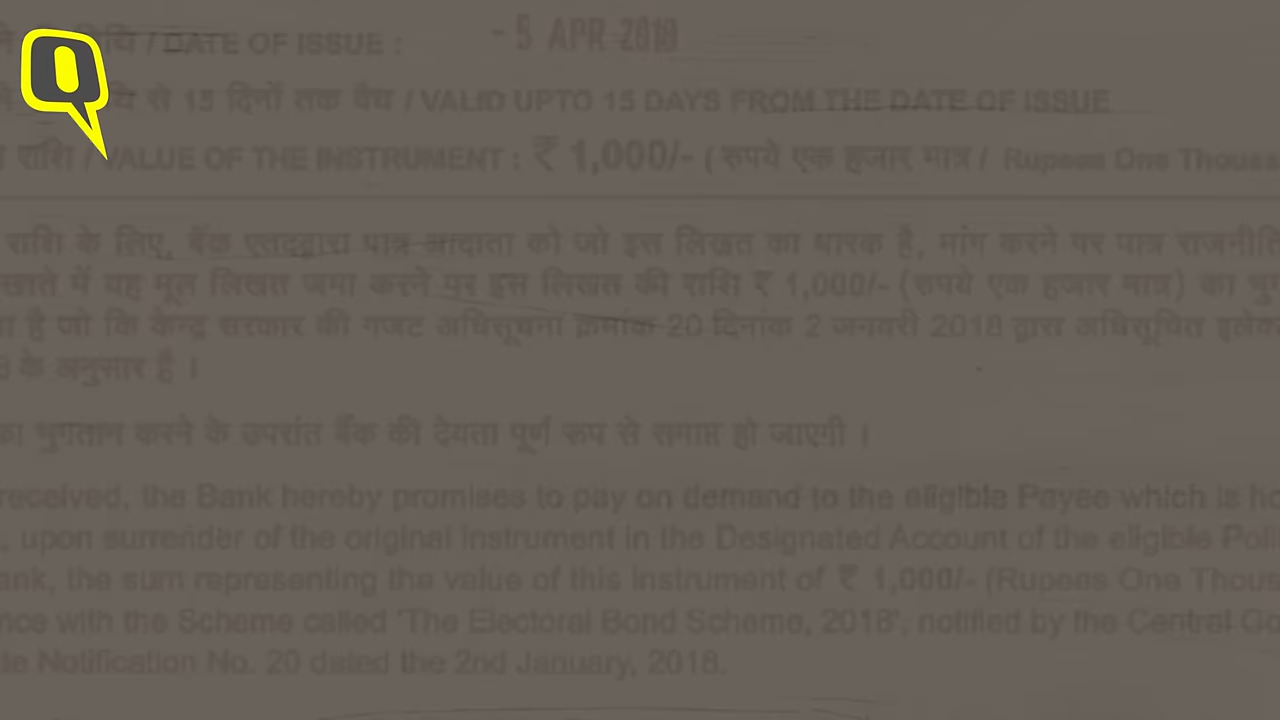 तिथि / DATE OF ISSUE : - 5 APR 2018
से 15 दिनों तक वैध / VALID UPTO 15 DAYS FROM THE DATE OF ISSUE
राशि / VALUE OF THE INSTRUMENT : ₹ 1,000/- ( रुपये एक हजार मात्र / Rupees One
राशि के लिए, बैंक एतदद्वारा पात्र आदाता को जो इस लिखत का धारक है, मांग करने पर पात्र
खाते में यह मूल लिखत जमा करने पर इस लिखत की राशि ₹ 1,000/- (रुपये एक हजार मात्र) का
है जो कि केन्द्र सरकार की गजट अधिसूचना क्रमांक 20 दिनांक 2 जनवरी 2018 द्वारा अधिसूचित
8 के अनुसार है ।
का भुगतान करने के उपरांत बैंक की देयता पूर्ण रूप से समाप्त हो जाएगी ।
received, the Bank hereby promises to pay on demand to the eligible Payee which is
, upon surrender of the original instrument in the Designated Account of the eligible
the sum representing the value of this instrument of ₹ 1,000/- (Rupees One
with the Scheme called 'The Electoral Bond Scheme, 2018', notified by the Central
Notification No. 20 dated the 2nd January, 2018.